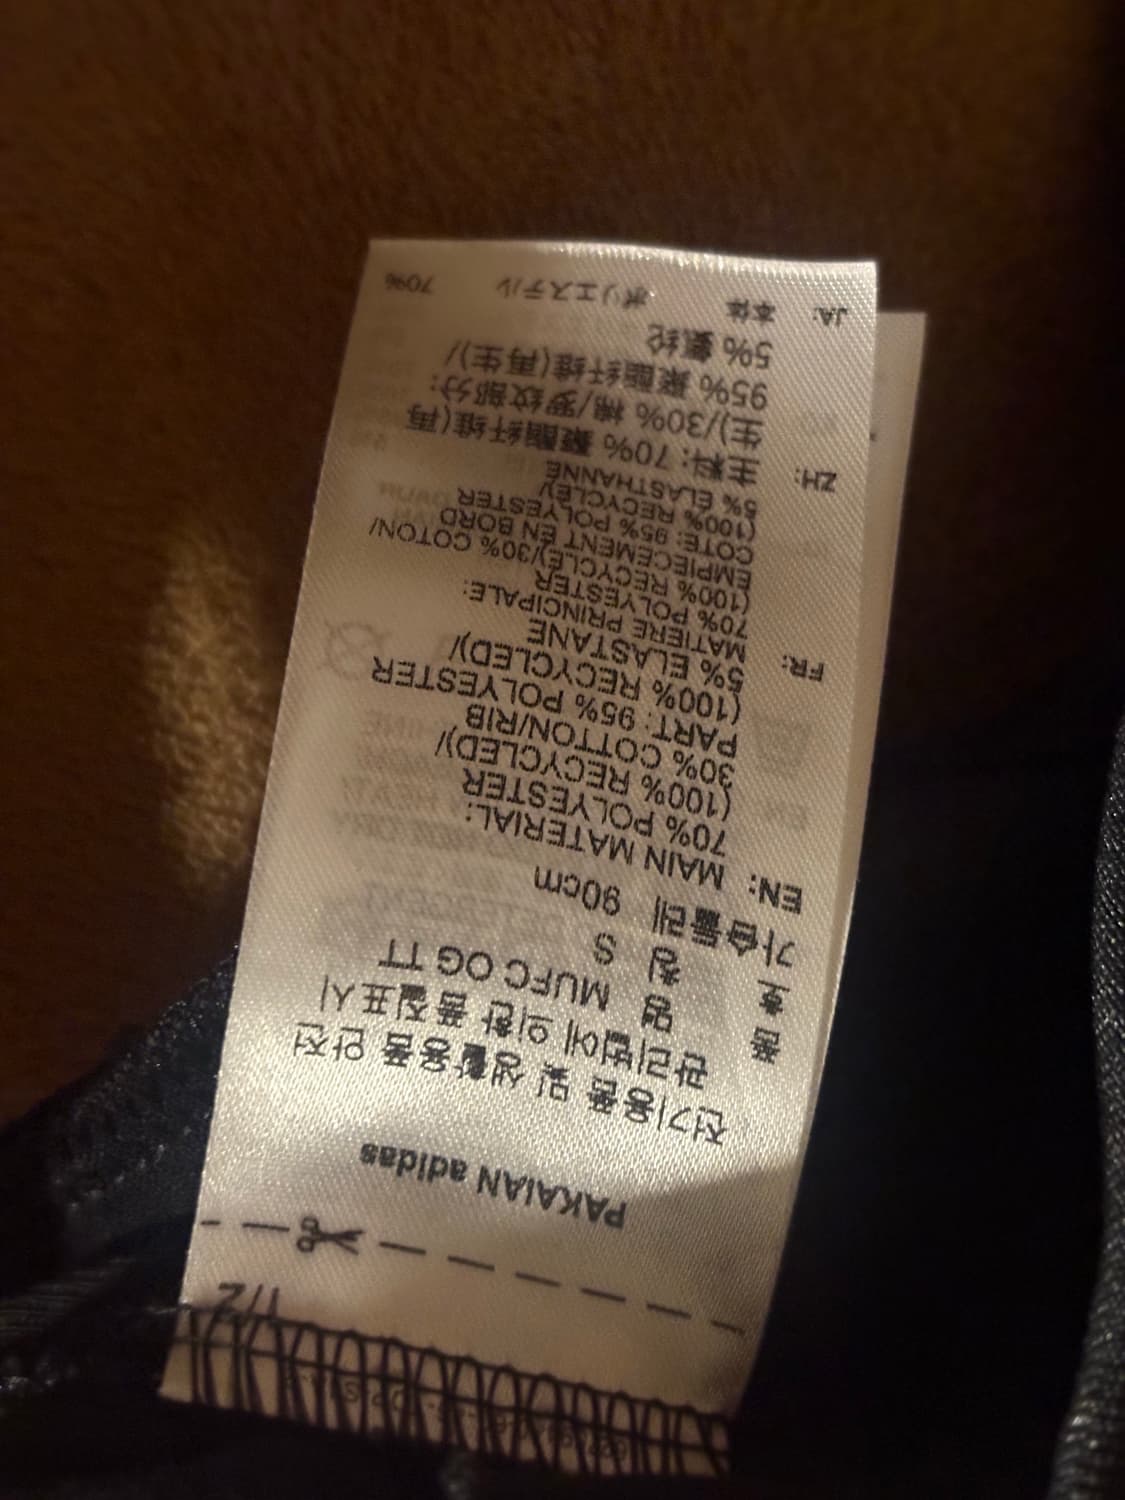 1/2
PAKAIAN adidas
전기용품 및 생활용품 안전
관리법에 의한 품질표시
품 명 MUFC OG TT
호 칭 S
가슴둘레 90cm
EN: MAIN MATERIAL:
70% POLYESTER
(100% RECYCLED)/
30% COTTON/RIB
PART: 95% POLYESTER
(100% RECYCLED)/
5% ELASTANE
FR: MATIERE PRINCIPALE:
70% POLYESTER
(100% RECYCLE)/30% COTON/
EMPIECEMENT EN BORD
COTE: 95% POLYESTER
(100% RECYCLE)/
5% ELASTHANNE
ZH: 主料: 70% 聚酯纤维(再
生)/30% 棉/罗纹部分:
95% 聚酯纤维(再生)/
5% 氨纶
JA: 本体 ポリエステル 70%